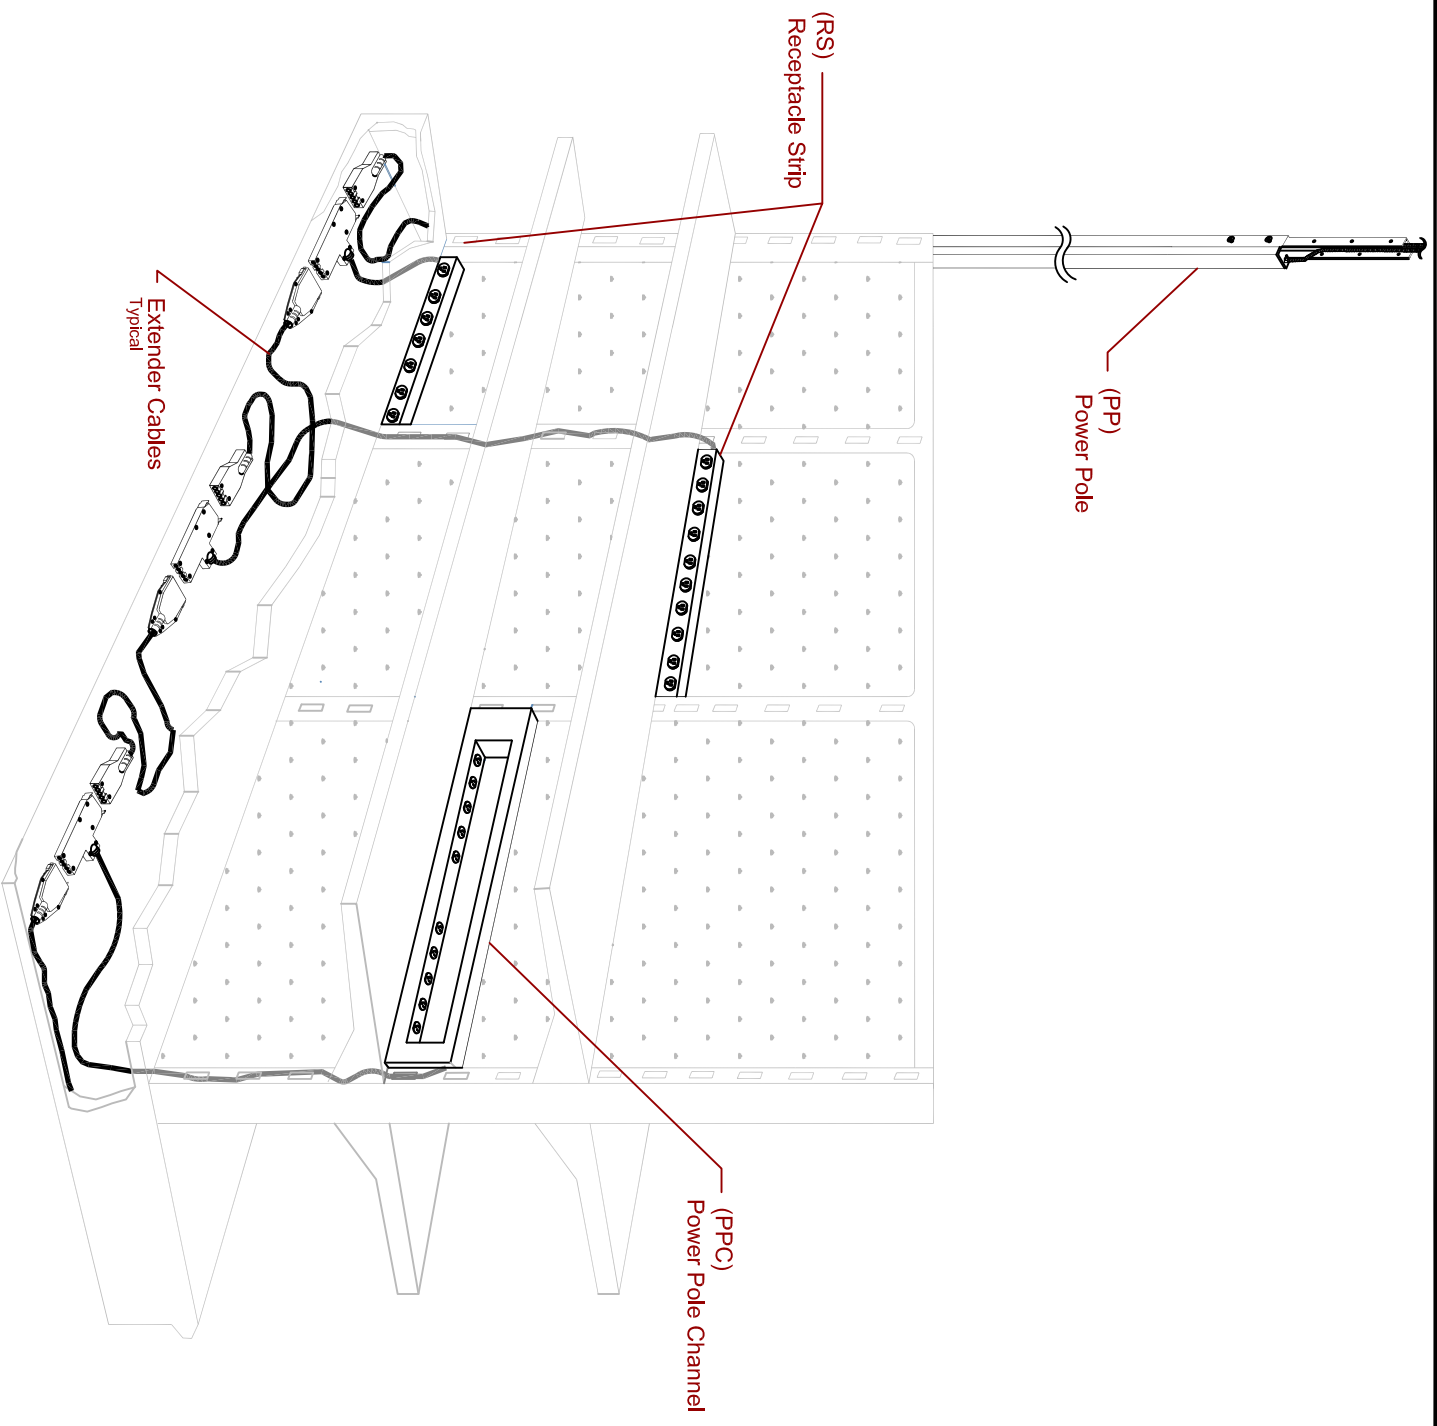 (PP)
Power Pole
(RS)
Receptacle Strip
(PPC)
Power Pole Channel
Extender Cables
Typical